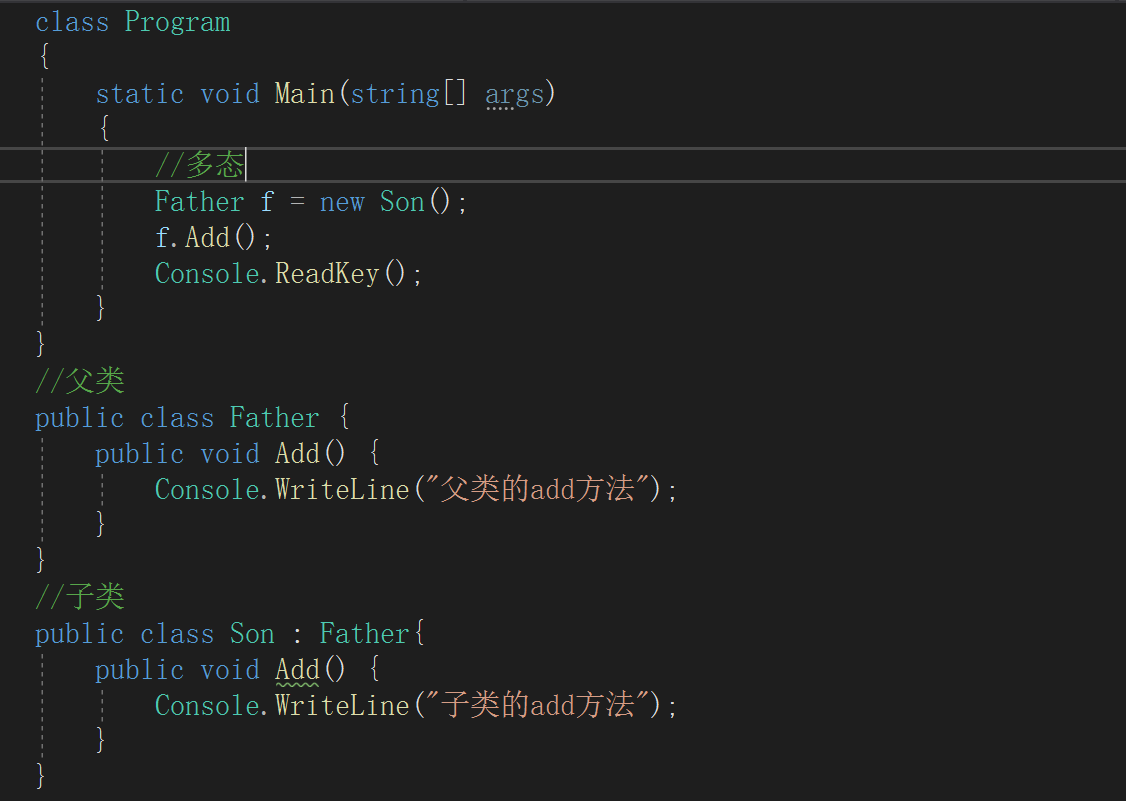 class Program
{
static void Main(string[] args)
{
//多态
Father f = new Son();
f.Add();
Console.ReadKey();
}
}
//父类
public class Father {
public void Add() {
Console.WriteLine("父类的add方法");
}
}
//子类
public class Son : Father{
public void Add() {
Console.WriteLine("子类的add方法");
}
}